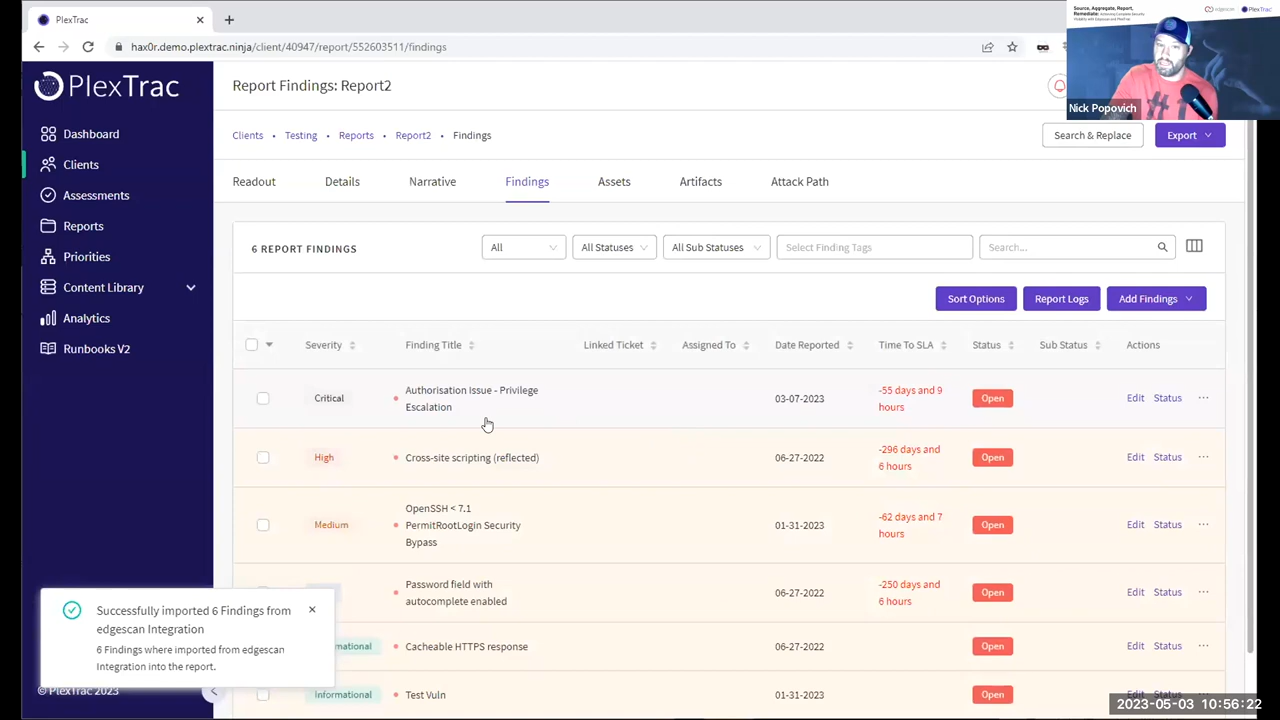 PlexTrac
hax0r.demo.plextrac.ninja/client/40947/report/552603511/findings
Source, Aggregate, Report,
Remediate:
edgescan
PlexTrac
Nick Popovich
PlexTrac
Dashboard
Clients
Assessments
Reports
Priorities
Content Library
Analytics
Runbooks V2
Report Findings: Report2
Clients • Testing • Reports • Report2 • Findings
Search & Replace
Export
Readout Details Narrative Findings Assets Artifacts Attack Path
6 REPORT FINDINGS
All
All Statuses
All Sub Statuses
Select Finding Tags
Search...
Sort Options
Report Logs
Add Findings
Severity Finding Title Linked Ticket Assigned To Date Reported Time To SLA Status Sub Status Actions
Critical
Authorisation Issue - Privilege
Escalation
03-07-2023
-55 days and 9
hours
Open
Edit Status ...
High
Cross-site scripting (reflected)
06-27-2022
-296 days and
6 hours
Open
Edit Status ...
Medium
OpenSSH < 7.1
PermitRootLogin Security
Bypass
01-31-2023
-62 days and 7
hours
Open
Edit Status ...
Password field with
autocomplete enabled
06-27-2022
-250 days and
6 hours
Open
Edit Status ...
mational
Cacheable HTTPS response
06-27-2022
Open
Edit Status ...
Informational
Test Vuln
01-31-2023
Open
Edit Status ...
Successfully imported 6 Findings from
edgescan Integration
6 Findings where imported from edgescan
Integration into the report.
© PlexTrac 2023
2023-05-03 10:56:22